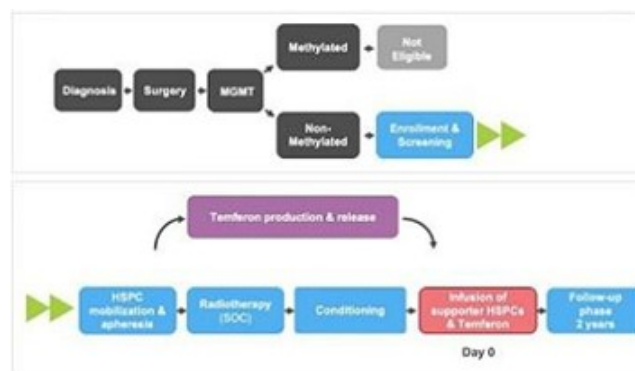 Methylated
Not
Eligible
Diagnosis
Surgery
MGMT
Non-
Methylated
Enrollment &
Screening
Temferon production & release
HSPC
mobilization &
apheresis
Radiotherapy
(SOC)
Conditioning
Infusion of
supporter HSPCs
& Temferon
Follow-up
phase
2 years
Day 0